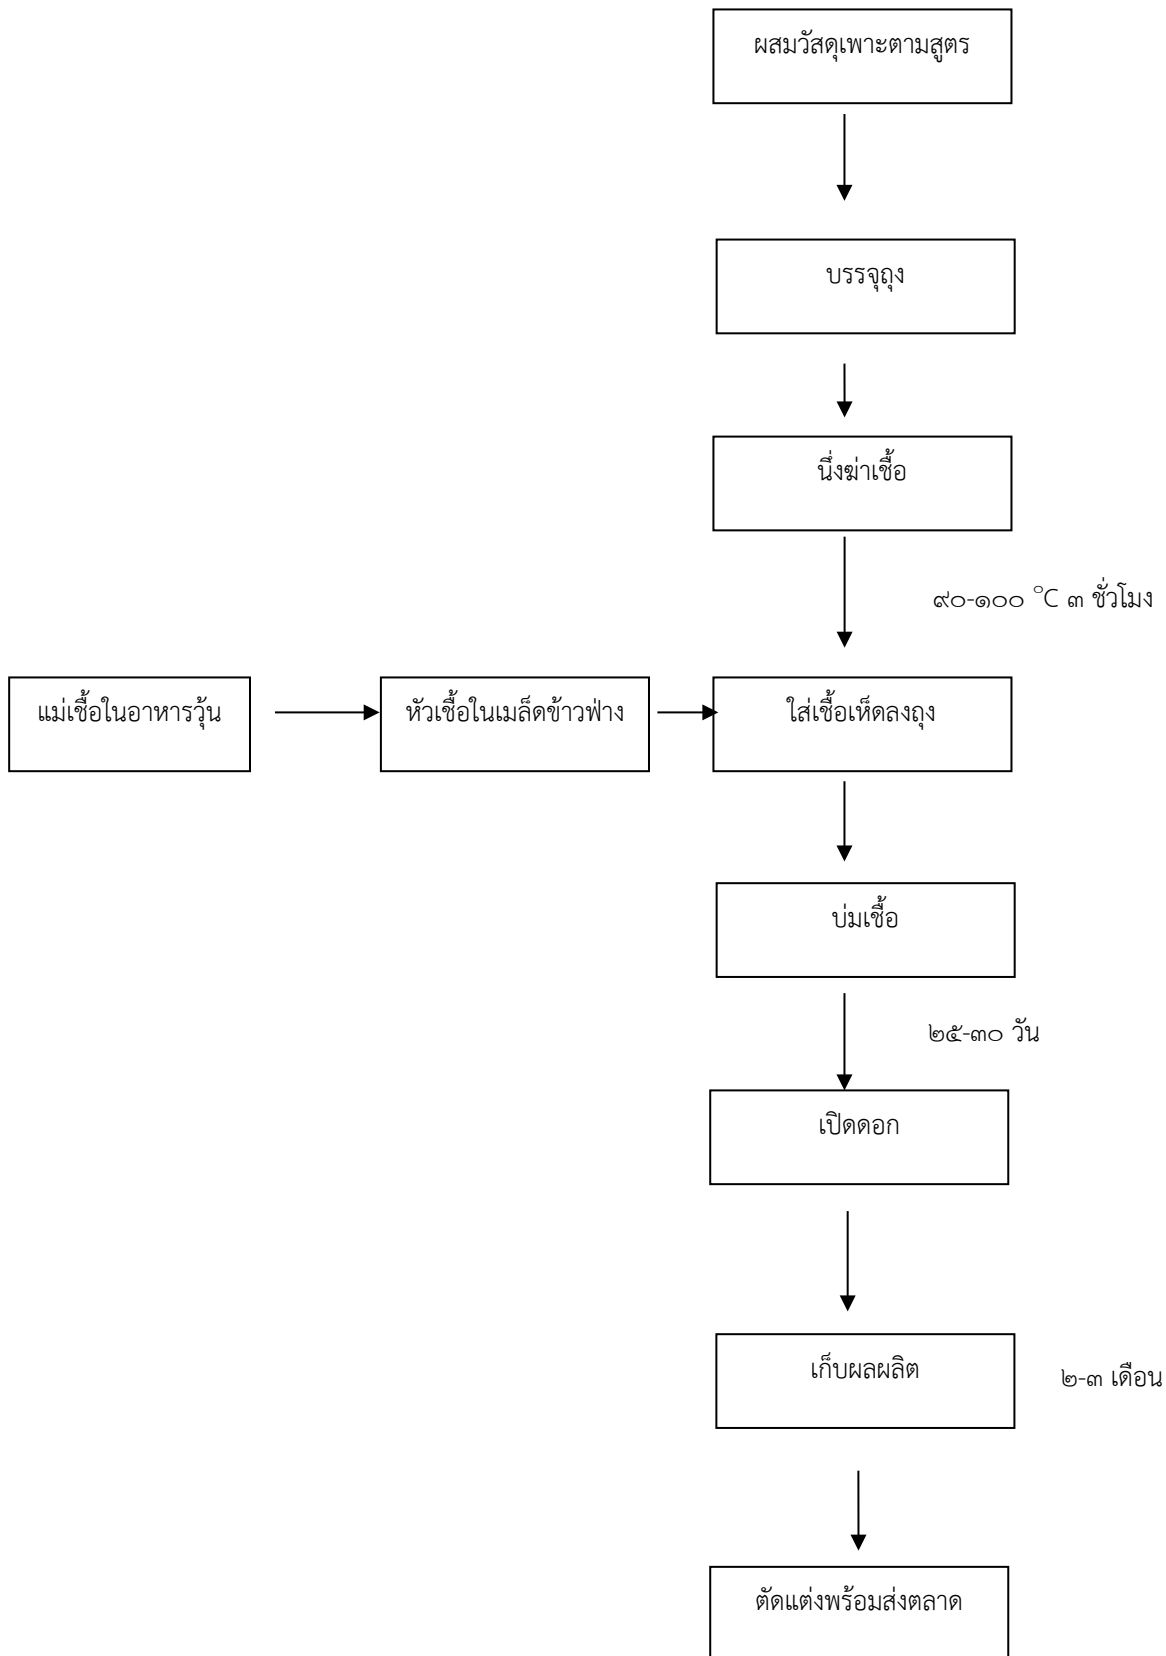 ผสมวัสดุเพาะตามสูตร
บรรจุถุง
นึ่งฆ่าเชื้อ
๙๐-๑๐๐ °C ๓ ชั่วโมง
แม่เชื้อในอาหารวุ้น
หัวเชื้อในเมล็ดข้าวฟ่าง
ใส่เชื้อเห็ดลงถุง
บ่มเชื้อ
๒๕-๓๐ วัน
เปิดดอก
เก็บผลผลิต
๒-๓ เดือน
ตัดแต่งพร้อมส่งตลาด